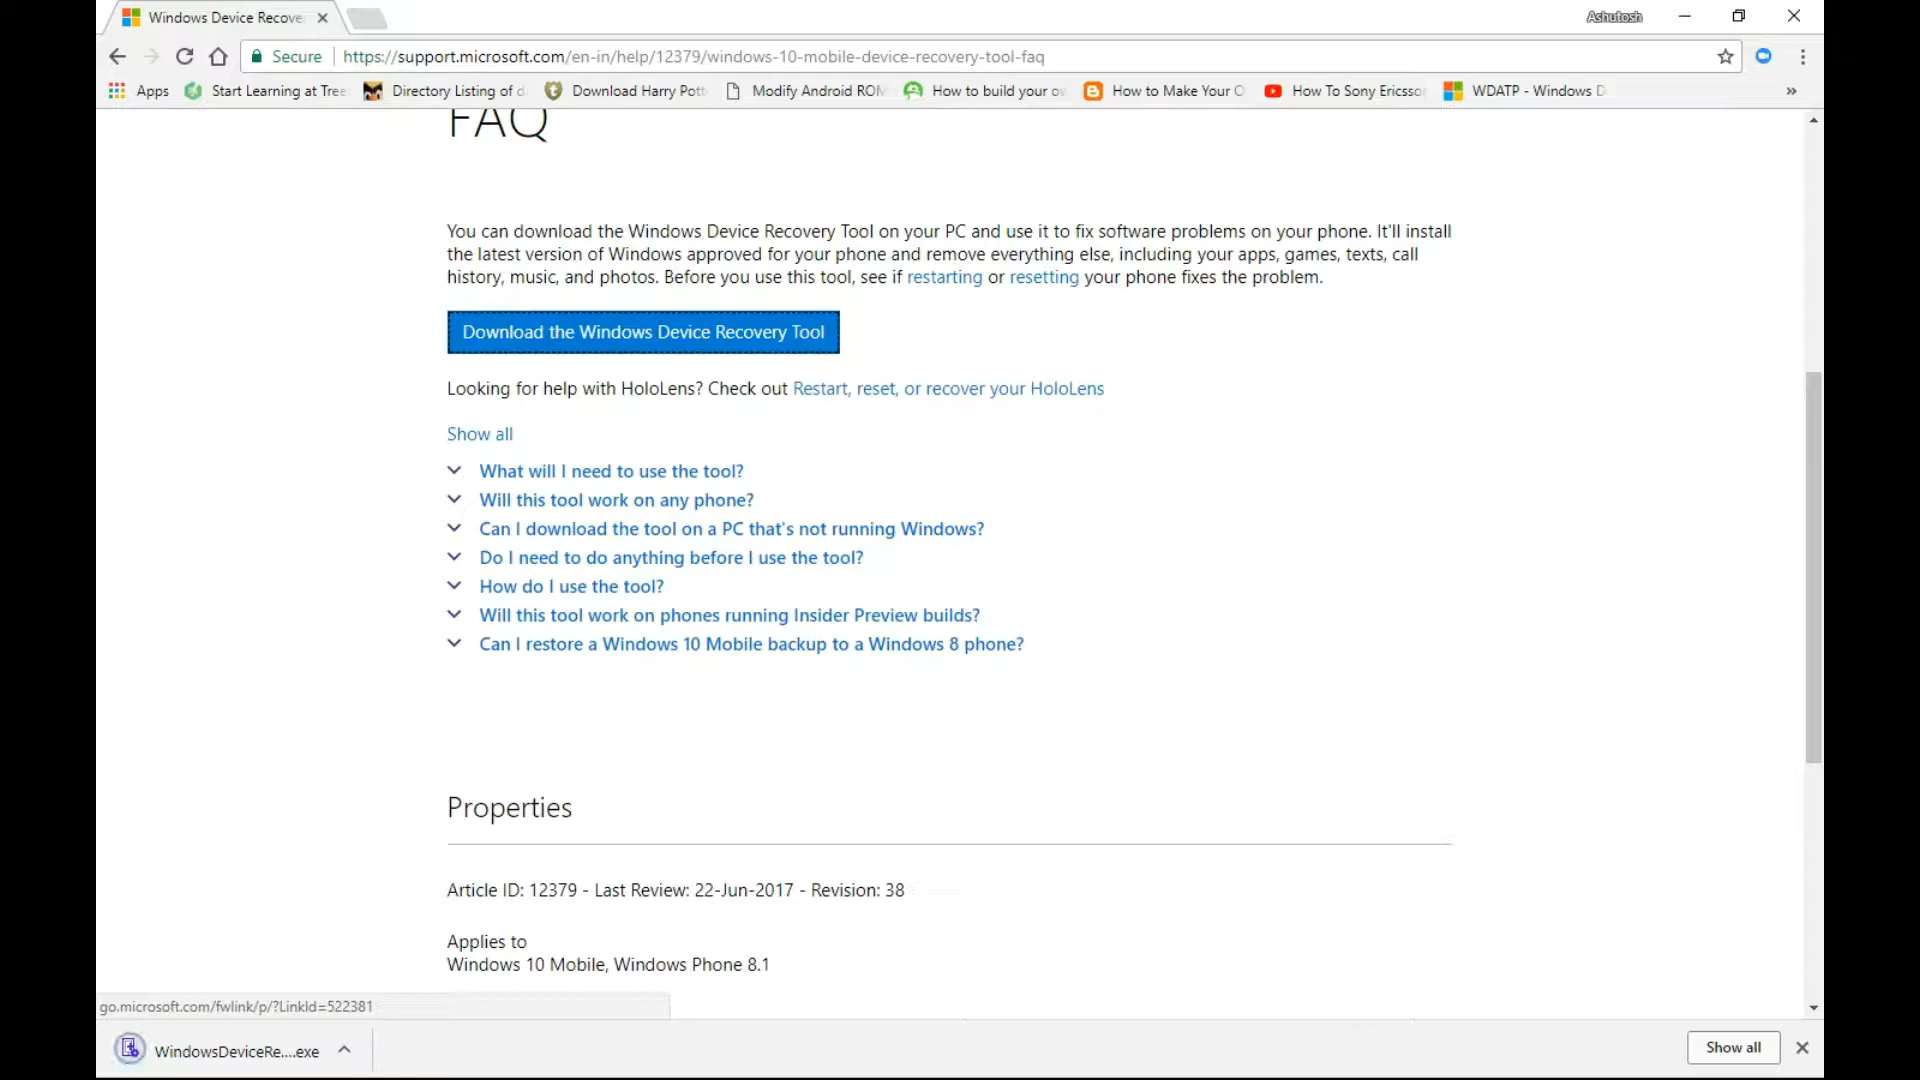 Windows Device Recove
Ashutosh
Secure
https://support.microsoft.com/en-in/help/12379/windows-10-mobile-device-recovery-tool-faq
Apps
Start Learning at Tree
Directory Listing of d
Download Harry Pott
Modify Android ROM
How to build your ow
How to Make Your O
How To Sony Ericsso
WDATP - Windows D
»
FAQ
You can download the Windows Device Recovery Tool on your PC and use it to fix software problems on your phone. It'll install
the latest version of Windows approved for your phone and remove everything else, including your apps, games, texts, call
history, music, and photos. Before you use this tool, see if restarting or resetting your phone fixes the problem.
Download the Windows Device Recovery Tool
Looking for help with HoloLens? Check out Restart, reset, or recover your HoloLens
Show all
What will I need to use the tool?
Will this tool work on any phone?
Can I download the tool on a PC that's not running Windows?
Do I need to do anything before I use the tool?
How do I use the tool?
Will this tool work on phones running Insider Preview builds?
Can I restore a Windows 10 Mobile backup to a Windows 8 phone?
Properties
Article ID: 12379 - Last Review: 22-Jun-2017 - Revision: 38
Applies to
Windows 10 Mobile, Windows Phone 8.1
go.microsoft.com/fwlink/p/?LinkId=522381
WindowsDeviceRe....exe
Show all